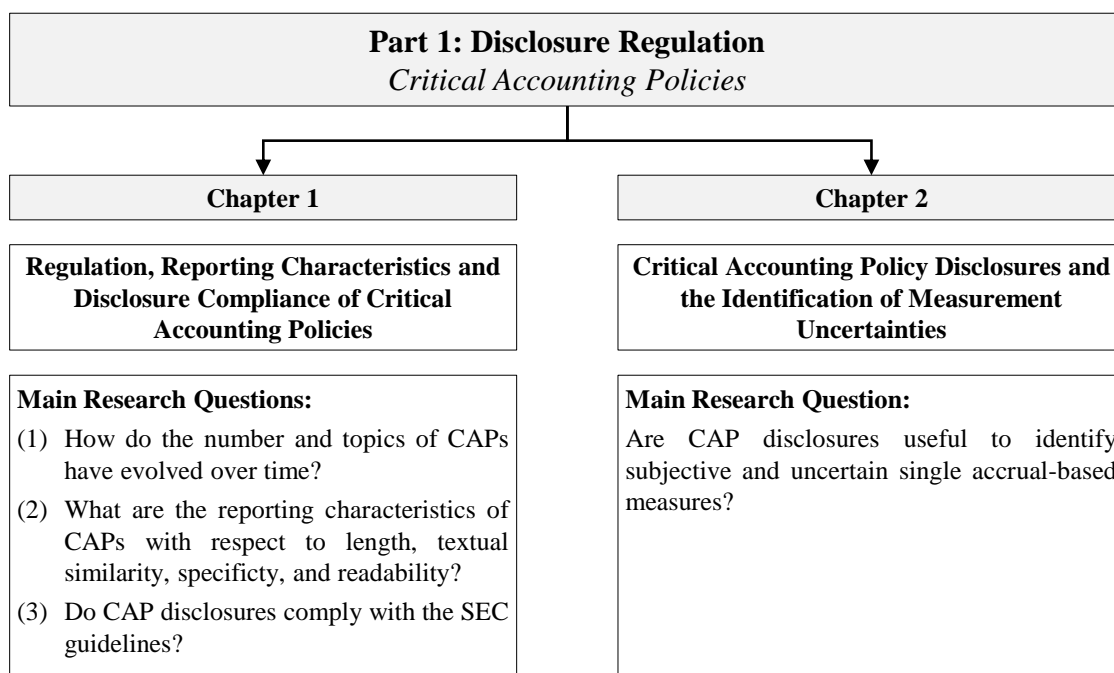 Part 1: Disclosure Regulation
Critical Accounting Policies
Chapter 1
Regulation, Reporting Characteristics and
Disclosure Compliance of Critical
Accounting Policies
Main Research Questions:
(1) How do the number and topics of CAPs
have evolved over time?
(2) What are the reporting characteristics of
CAPs with respect to length, textual
similarity, specificty, and readability?
(3) Do CAP disclosures comply with the SEC
guidelines?
Chapter 2
Critical Accounting Policy Disclosures and
the Identification of Measurement
Uncertainties
Main Research Question:
Are CAP disclosures useful to identify
subjective and uncertain single accrual-based
measures?